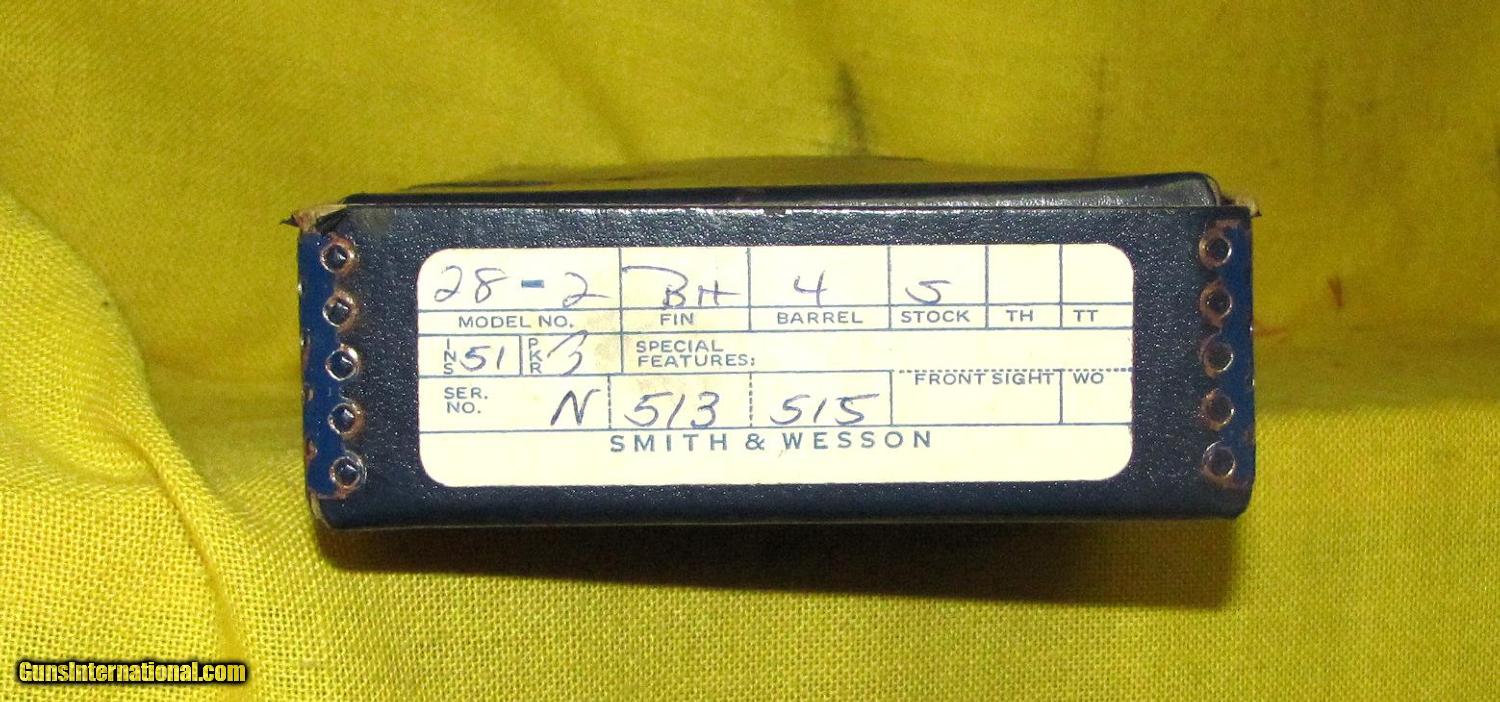 28-2 BH 4 5
MODEL NO. FIN BARREL STOCK TH TT
INS 51 PKR 3 SPECIAL
FEATURES:
FRONT SIGHT WO
SER.
NO. N 513 515
SMITH & WESSON
GunsInternational.com